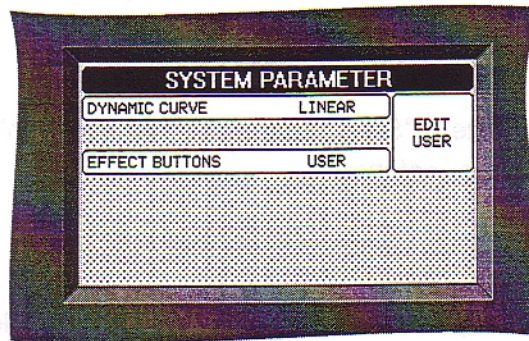 SYSTEM PARAMETER
DYNAMIC CURVE LINEAR
EDIT
USER
EFFECT BUTTONS USER